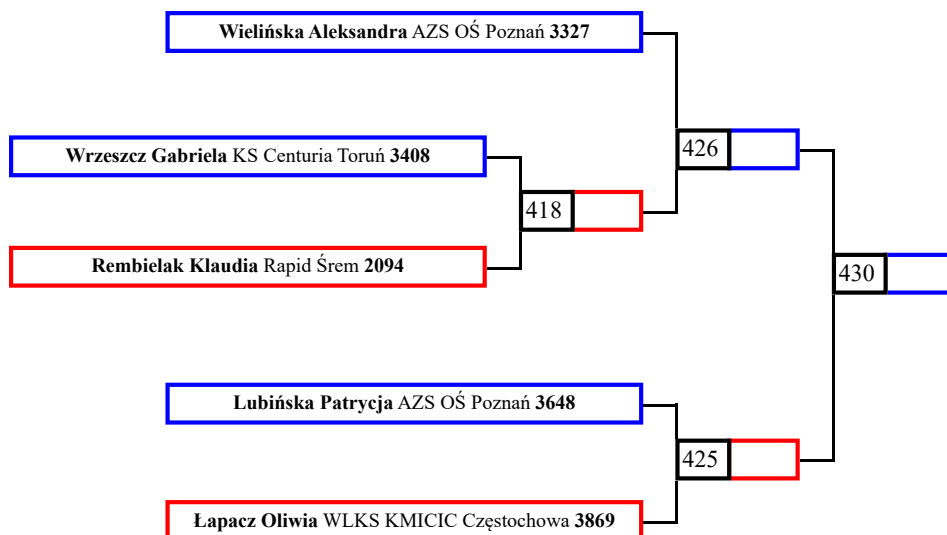 Wielińska Aleksandra AZS OŚ Poznań 3327
426
Wrzeszcz Gabriela KS Centuria Toruń 3408
418
Rembielak Klaudia Rapid Śrem 2094
430
Lubińska Patrycja AZS OŚ Poznań 3648
425
Łapacz Oliwia WLKS KMICIC Częstochowa 3869